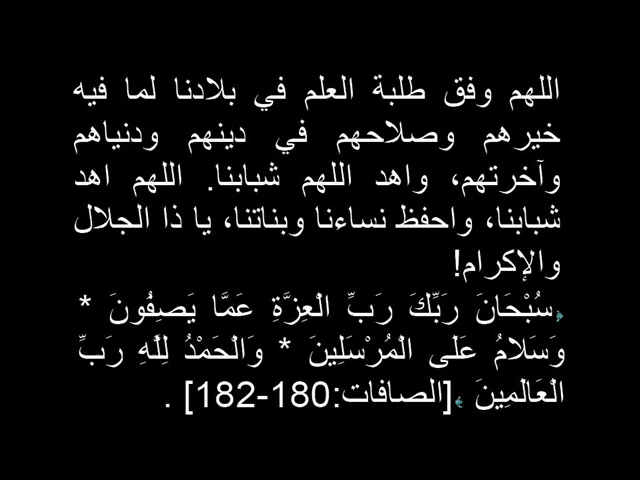 اللهم وفق طلبة العلم في بلادنا لما فيه
خيرهم وصلاحهم في دينهم ودنياهم
وآخرتهم، واهد اللهم شبابنا. اللهم اهد
شبابنا، واحفظ نساءنا وبناتنا، يا ذا الجلال
والإكرام!
﴿سُبْحَانَ رَبِّكَ رَبِّ الْعِزَّةِ عَمَّا يَصِفُونَ *
وَسَلامٌ عَلَى الْمُرْسَلِينَ * وَالْحَمْدُ لِلَّهِ رَبِّ
الْعَالَمِينَ ﴾[الصافات:180-182] .